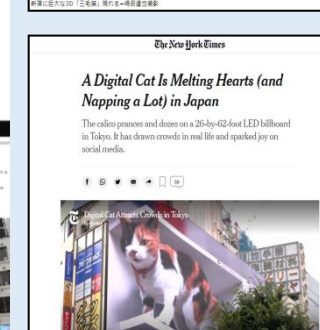 新宿に巨大な3D「三毛猫」現れる=嶋田達也撮影
The New York Times
A Digital Cat Is Melting Hearts (and
Napping a Lot) in Japan
The calico prances and dozes on a 26-by-62-foot LED billboard
in Tokyo. It has drawn crowds in real life and sparked joy on
social media.
Digital Cat Attracts Crowds in Tokyo